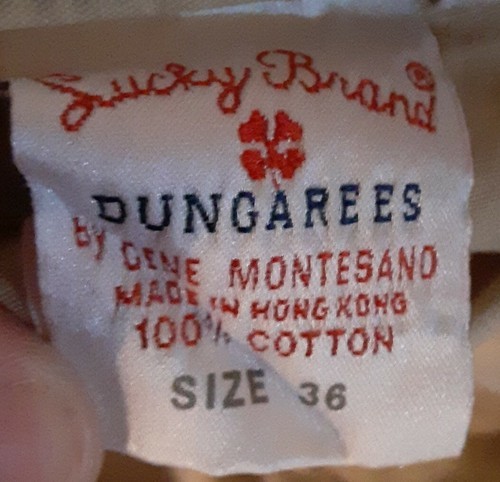 Lucky Brand®
DUNGAREES
By GENE MONTESANO
MADE IN HONG KONG
100% COTTON
SIZE 36